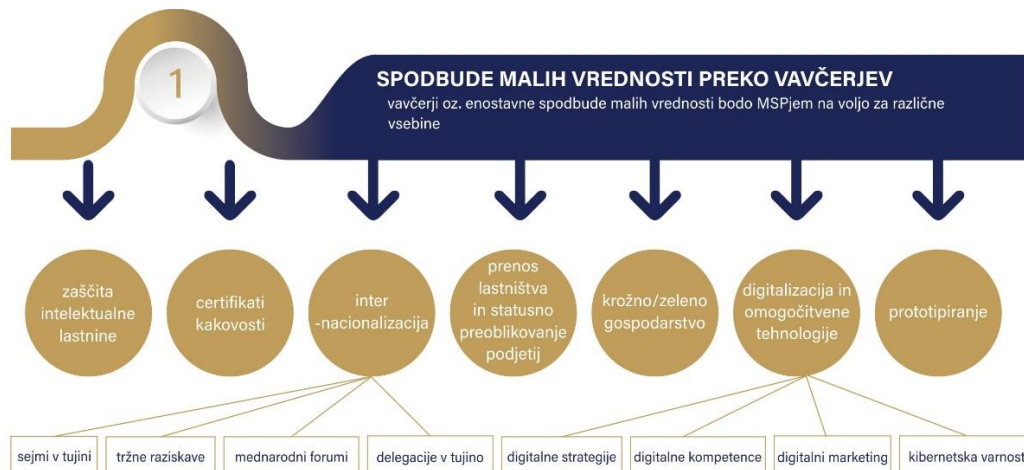 1
SPODBUDE MALIH VREDNOSTI PREKO VAVČERJEV
vavčerji oz. enostavne spodbude malih vrednosti bodo MSPjem na voljo za različne
vsebine
zaščita
intelektualne
lastnine
certifikati
kakovosti
inter
-nacionalizacija
prenos
lastništva
in statusno
preoblikovanje
podjetij
krožno/zeleno
gospodarstvo
digitalizacija in
omogočitvene
tehnologije
prototipiranje
sejmi v tujini
tržne raziskave
mednarodni forumi
delegacije v tujino
digitalne strategije
digitalne kompetence
digitalni marketing
kibernetska varnost